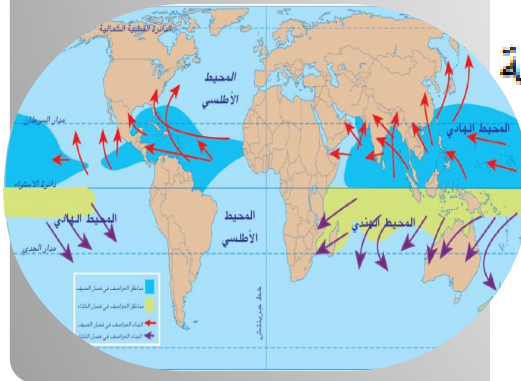 الدائرة القطبية الشمالية
المحيط
الأطلسي
مدار السرطان
المحيط الهادي
دائرة الاستواء
المحيط الهادي
المحيط
الأطلسي
المحيط الهندي
مدار الجدي
خط جرينتش
مناطق العواصف في فصل الصيف
مناطق العواصف في فصل الشتاء
اتجاه العواصف في فصل الصيف
اتجاه العواصف في فصل الشتاء